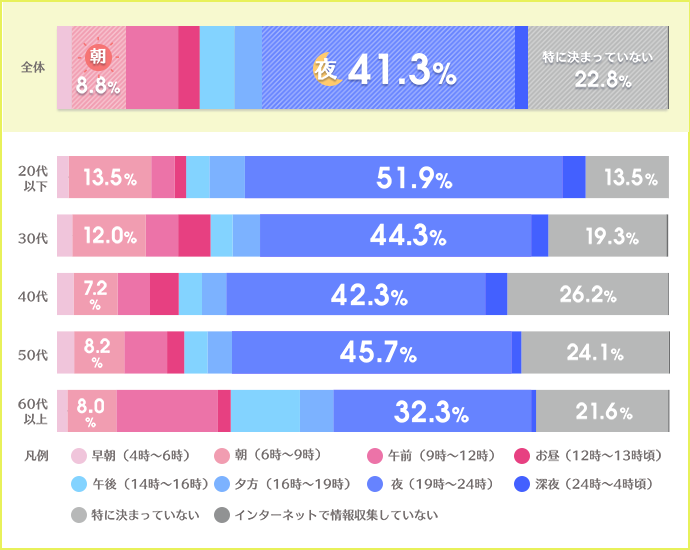 全体 朝 8.8% 夜 41.3% 特に決まっていない 22.8%
20代以下 13.5% 51.9% 13.5%
30代 12.0% 44.3% 19.3%
40代 7.2% 42.3% 26.2%
50代 8.2% 45.7% 24.1%
60代以上 8.0% 32.3% 21.6%
凡例 早朝（4時〜6時） 朝（6時〜9時） 午前（9時〜12時） お昼（12時〜13時頃）
午後（14時〜16時） 夕方（16時〜19時） 夜（19時〜24時） 深夜（24時〜4時頃）
特に決まっていない インターネットで情報収集していない